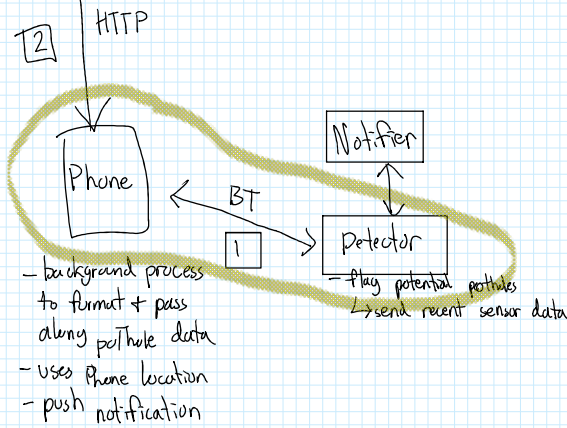 HTTP
2
Notifier
Phone
BT
1
Detector
- background process
to format + pass
along pothole data
- uses Phone location
- push notification
- flag potential potholes
↳ send recent sensor data